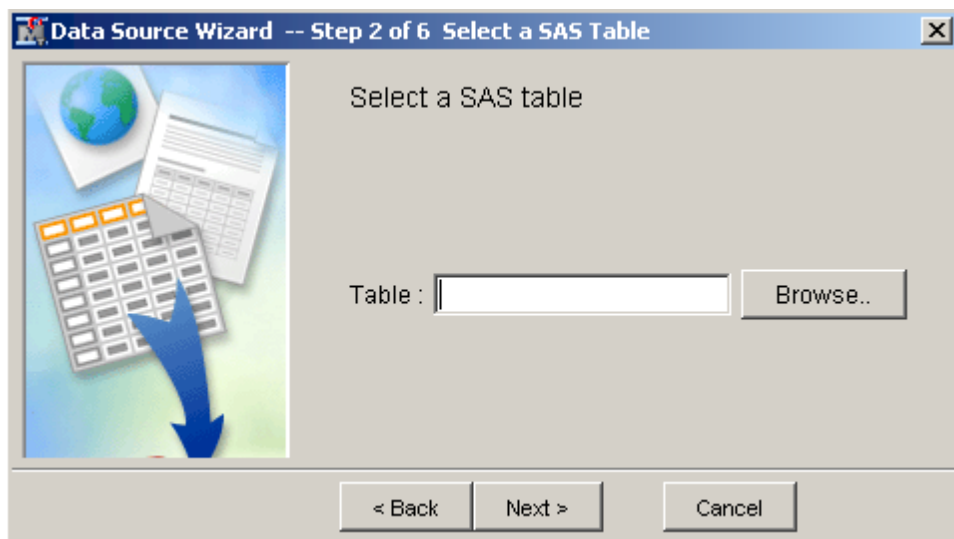 Data Source Wizard -- Step 2 of 6 Select a SAS Table
Select a SAS table
Table :
Browse..
< Back
Next >
Cancel